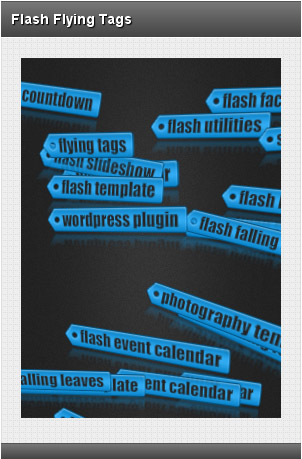 Flash Flying Tags
countdown
flash fac
flash utilities
flying tags
flash slideshow
flash template
wordpress plugin
flash falling
photography tem
flash event calendar
alling leaves
late
ent calendar
ar